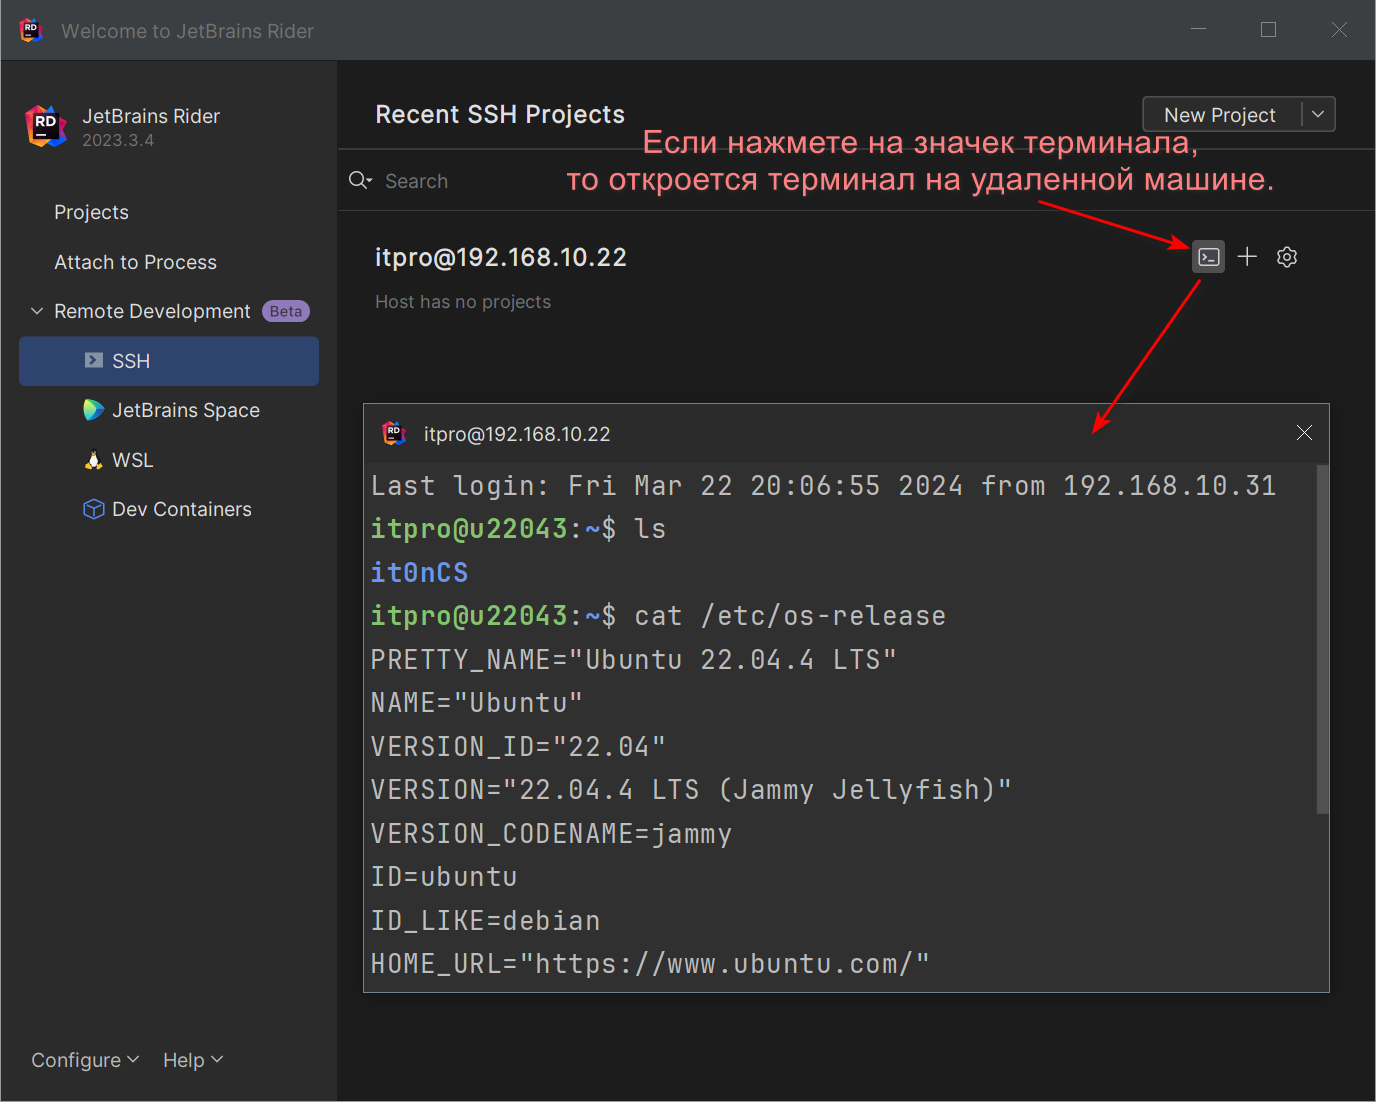 RD
Welcome to JetBrains Rider
RD
JetBrains Rider
2023.3.4
Projects
Attach to Process
Remote Development Beta
SSH
JetBrains Space
WSL
Dev Containers
Configure Help
Recent SSH Projects
New Project
Если нажмете на значек терминала,
то откроется терминал на удаленной машине.
Search
itpro@192.168.10.22
Host has no projects
RD
itpro@192.168.10.22
Last login: Fri Mar 22 20:06:55 2024 from 192.168.10.31
itpro@u22043:~$ ls
it0nCS
itpro@u22043:~$ cat /etc/os-release
PRETTY_NAME="Ubuntu 22.04.4 LTS"
NAME="Ubuntu"
VERSION_ID="22.04"
VERSION="22.04.4 LTS (Jammy Jellyfish)"
VERSION_CODENAME=jammy
ID=ubuntu
ID_LIKE=debian
HOME_URL="https://www.ubuntu.com/"